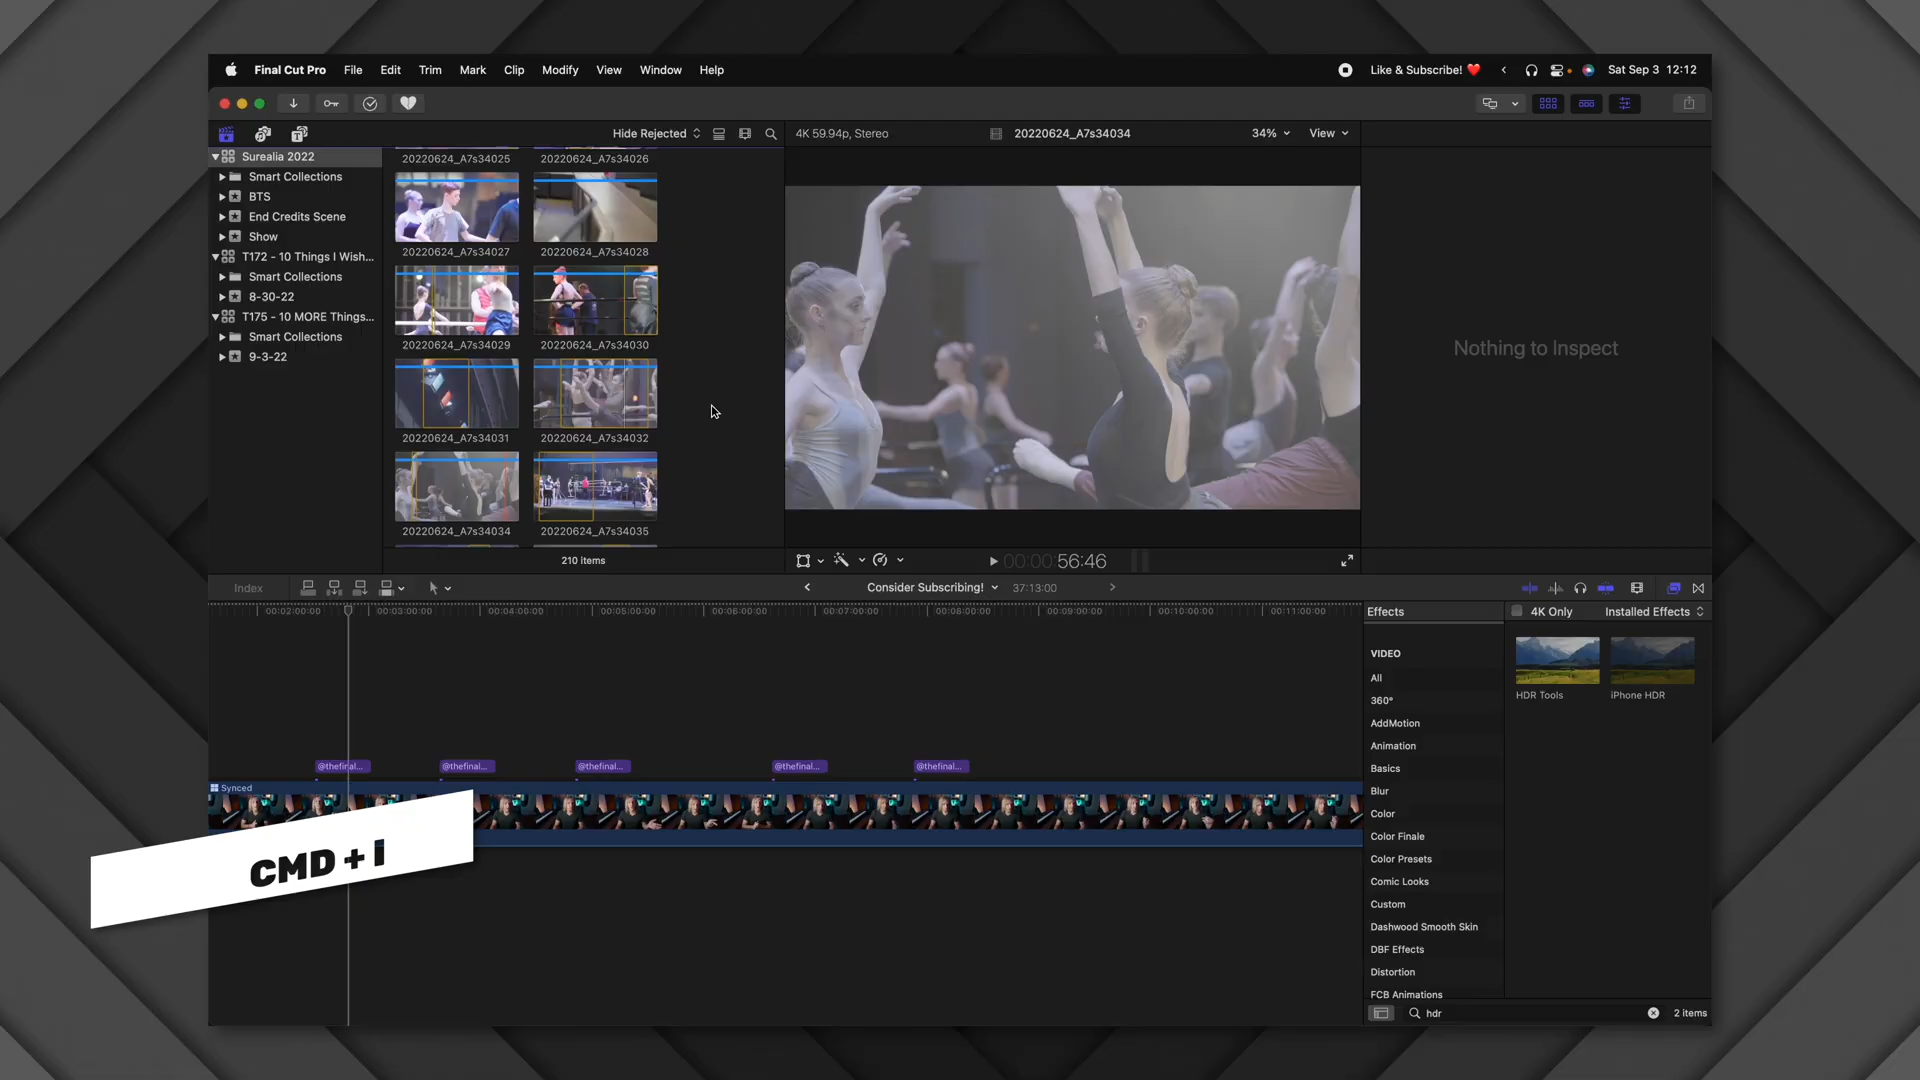 Final Cut Pro File Edit Trim Mark Clip Modify View Window Help Like & Subscribe! ❤️ Sat Sep 3 12:12
Hide Rejected
4K 59.94p, Stereo 20220624_A7s34034 34% View
Surealia 2022
Smart Collections
BTS
End Credits Scene
Show
T172 - 10 Things I Wish...
Smart Collections
8-30-22
T175 - 10 MORE Things...
Smart Collections
9-3-22
20220624_A7s34025 20220624_A7s34026
20220624_A7s34027 20220624_A7s34028
20220624_A7s34029 20220624_A7s34030
20220624_A7s34031 20220624_A7s34032
20220624_A7s34034 20220624_A7s34035
210 items
Nothing to Inspect
00:00:56:46
Index Consider Subscribing! 37:13:00
00:02:00:00 00:03:00:00 00:04:00:00 00:05:00:00 00:06:00:00 00:07:00:00 00:08:00:00 00:09:00:00 00:10:00:00 00:11:00:00
@thefinal... @thefinal... @thefinal... @thefinal... @thefinal...
Synced
CMD + i
Effects 4K Only Installed Effects
VIDEO
All
360°
AddMotion
Animation
Basics
Blur
Color
Color Finale
Color Presets
Comic Looks
Custom
Dashwood Smooth Skin
DBF Effects
Distortion
FCB Animations
HDR Tools iPhone HDR
hdr 2 items